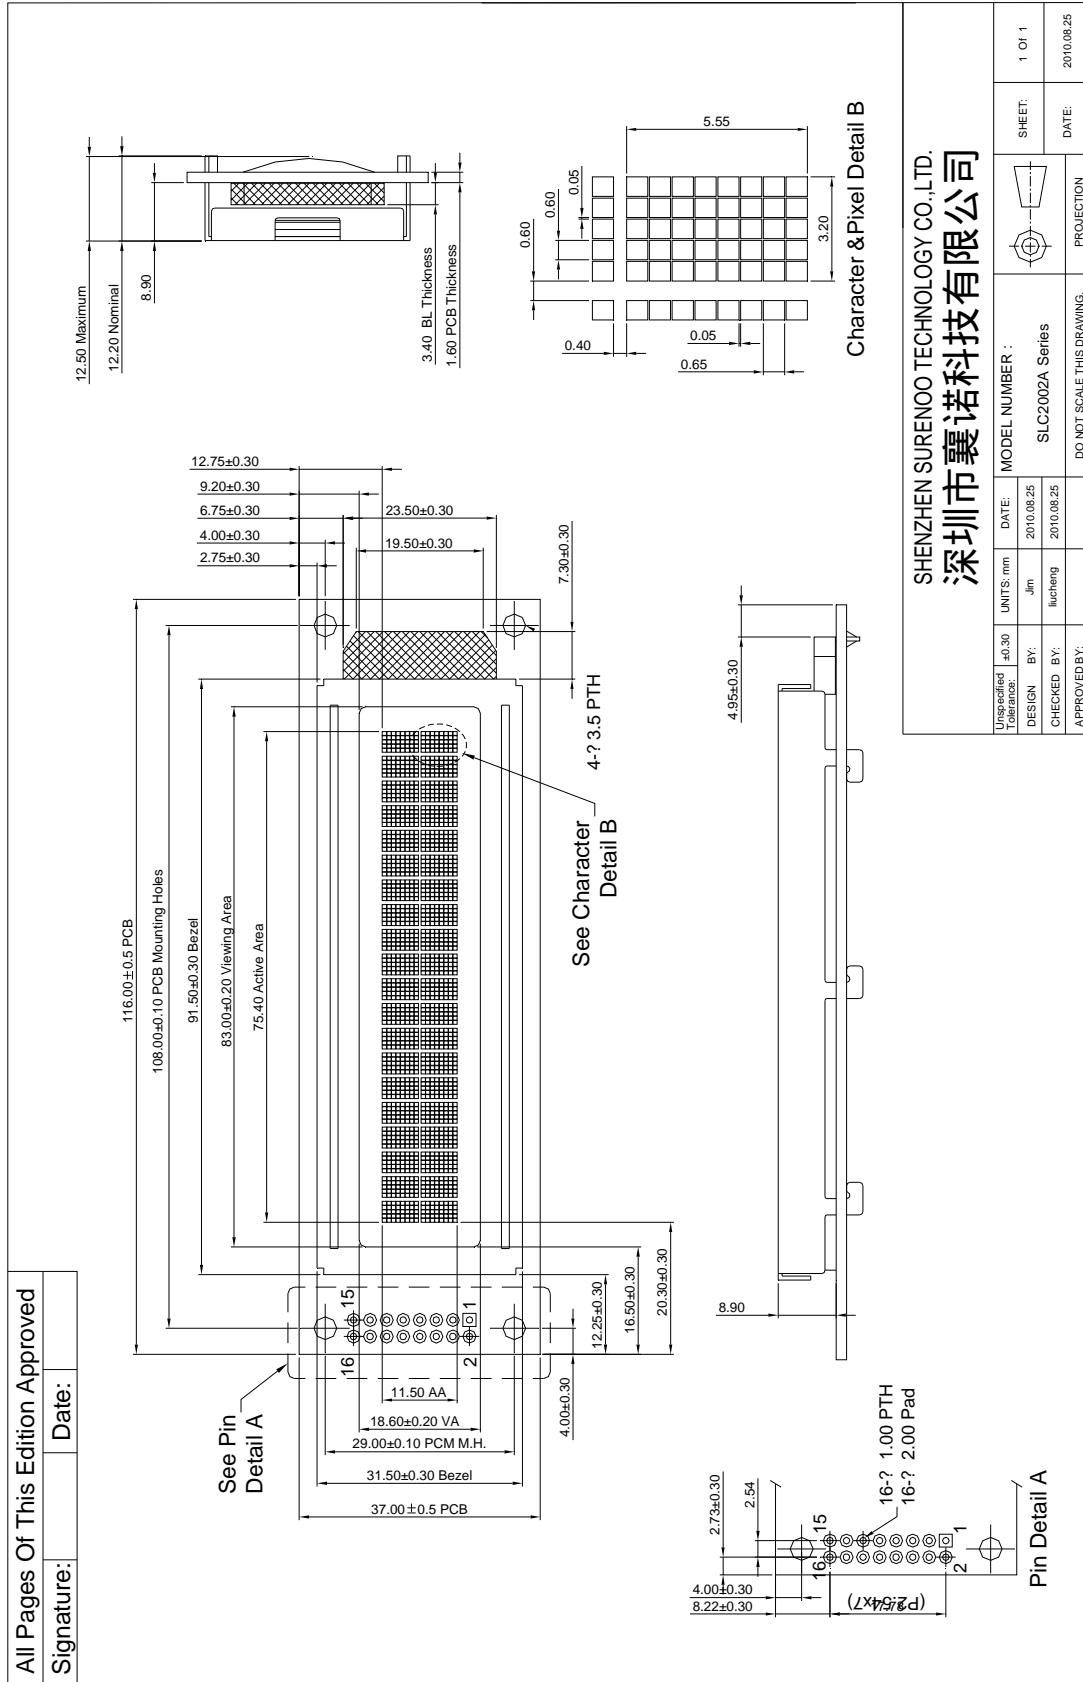 All Pages Of This Edition Approved
Signature:
Date:
12.50 Maximum
12.20 Nominal
8.90
3.40 BL Thickness
1.60 PCB Thickness
5.55
0.05
0.60
0.60
3.20
0.40
0.05
0.65
Character &Pixel Detail B
12.75±0.30
9.20±0.30
6.75±0.30
4.00±0.30
2.75±0.30
23.50±0.30
19.50±0.30
7.30±0.30
116.00±0.5 PCB
108.00±0.10 PCB Mounting Holes
91.50±0.30 Bezel
83.00±0.20 Viewing Area
75.40 Active Area
4-? 3.5 PTH
See Character
Detail B
See Pin
Detail A
16
15
2
1
11.50 AA
18.60±0.20 VA
29.00±0.10 PCM M.H.
31.50±0.30 Bezel
37.00±0.5 PCB
4.00±0.30
12.25±0.30
16.50±0.30
20.30±0.30
4.95±0.30
8.90
2.73±0.30
2.54
16-? 1.00 PTH
16-? 2.00 Pad
16
15
2
1
4.00±0.30
8.22±0.30
(P2.54x7)
Pin Detail A
SHENZHEN SURENOO TECHNOLOGY CO.,LTD.
深圳市襄诺科技有限公司
Unspecified
Tolerance:
±0.30
UNITS: mm
DATE:
MODEL NUMBER :
SLC2002A Series
DESIGN BY:
Jim
2010.08.25
CHECKED BY:
liucheng
2010.08.25
APPROVED BY:
DO NOT SCALE THIS DRAWING.
PROJECTION
SHEET:
1 Of 1
DATE:
2010.08.25